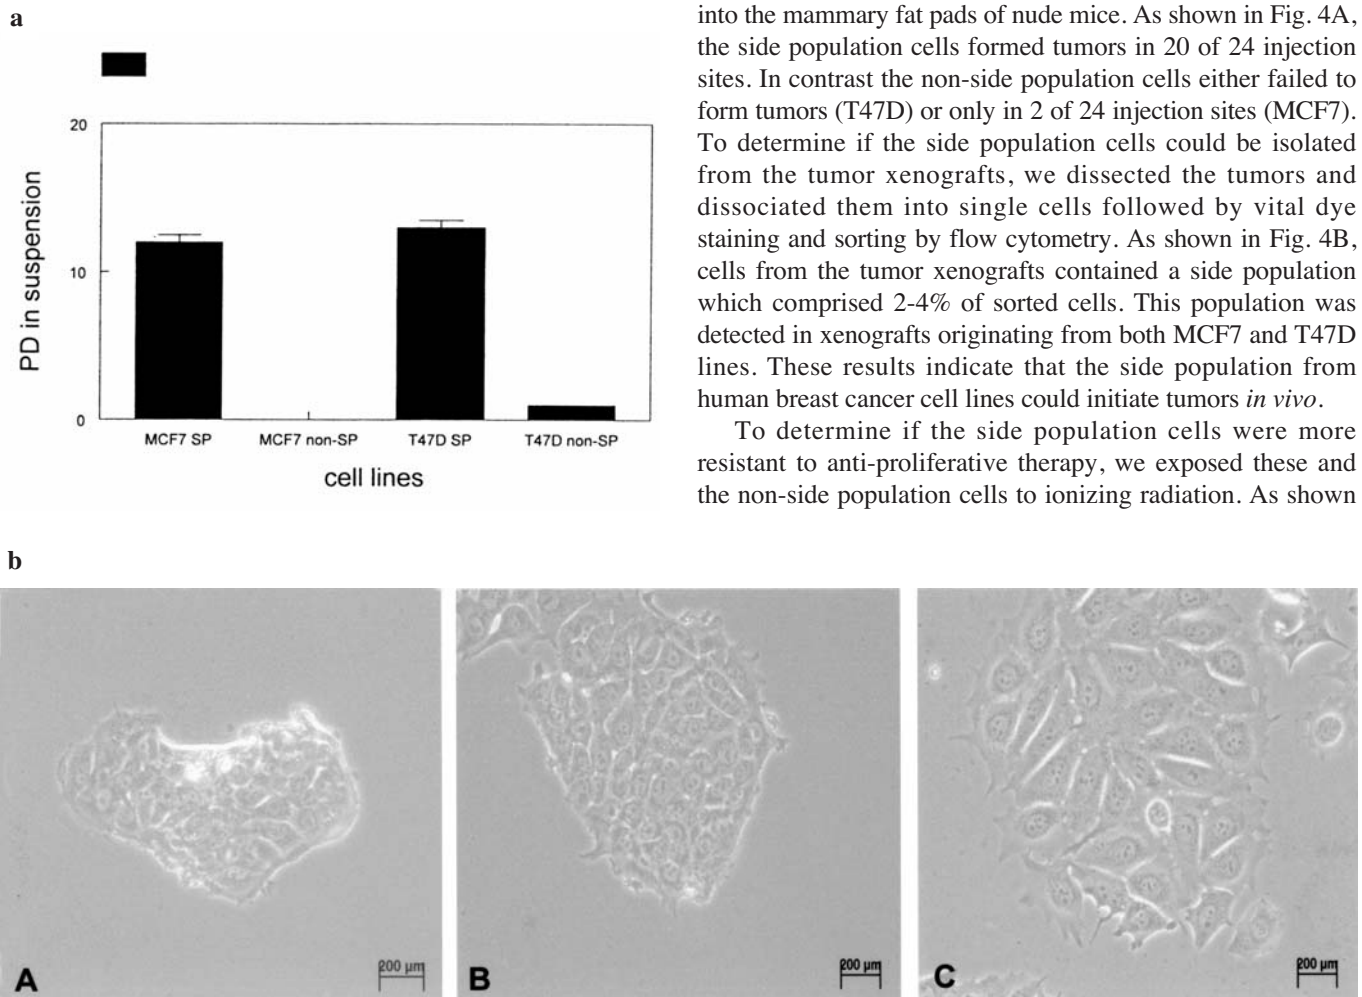 a
20
10
0
PD in suspension
MCF7 SP MCF7 non-SP T47D SP T47D non-SP
cell lines
into the mammary fat pads of nude mice. As shown in Fig. 4A,
the side population cells formed tumors in 20 of 24 injection
sites. In contrast the non-side population cells either failed to
form tumors (T47D) or only in 2 of 24 injection sites (MCF7).
To determine if the side population cells could be isolated
from the tumor xenografts, we dissected the tumors and
dissociated them into single cells followed by vital dye
staining and sorting by flow cytometry. As shown in Fig. 4B,
cells from the tumor xenografts contained a side population
which comprised 2-4% of sorted cells. This population was
detected in xenografts originating from both MCF7 and T47D
lines. These results indicate that the side population from
human breast cancer cell lines could initiate tumors in vivo.
To determine if the side population cells were more
resistant to anti-proliferative therapy, we exposed these and
the non-side population cells to ionizing radiation. As shown
b
A
200 µm
B
200 µm
C
200 µm